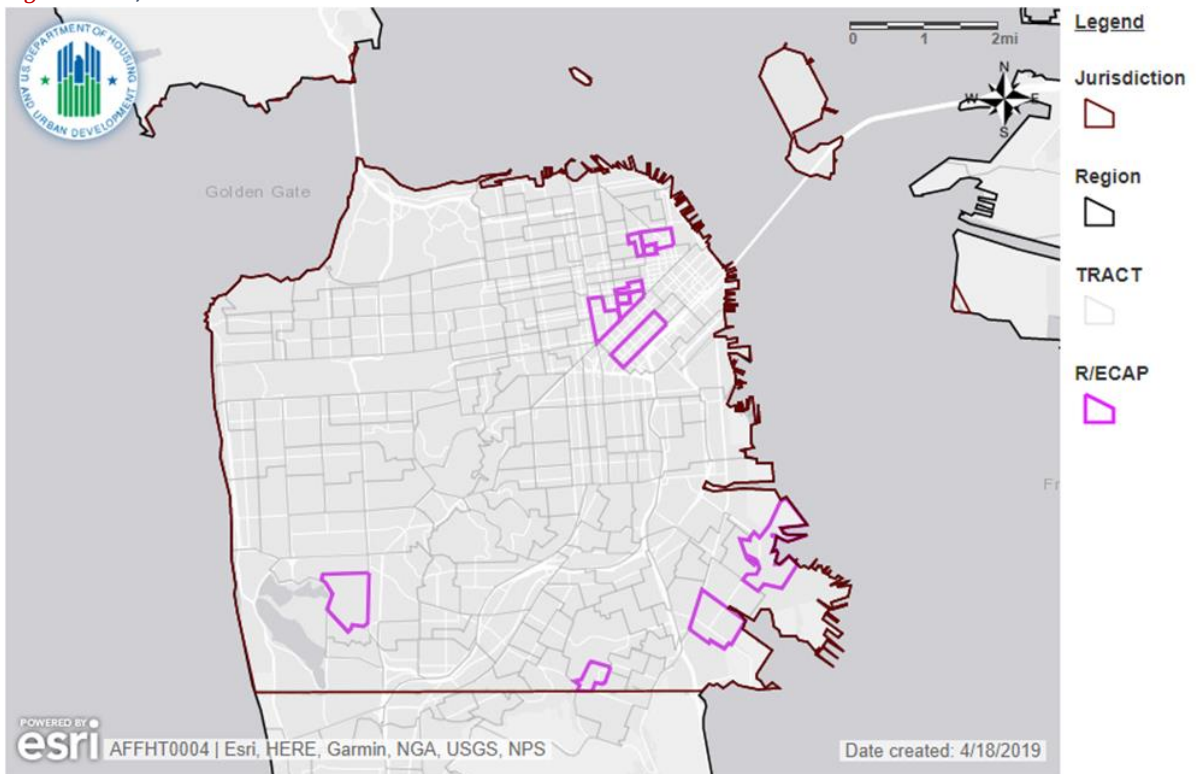 U.S. DEPARTMENT OF HOUSING AND URBAN DEVELOPMENT
0 1 2mi
N
W E
S
Golden Gate
Fr
POWERED BY
esri
AFFHT0004 | Esri, HERE, Garmin, NGA, USGS, NPS
Date created: 4/18/2019
Legend
Jurisdiction
Region
TRACT
R/ECAP